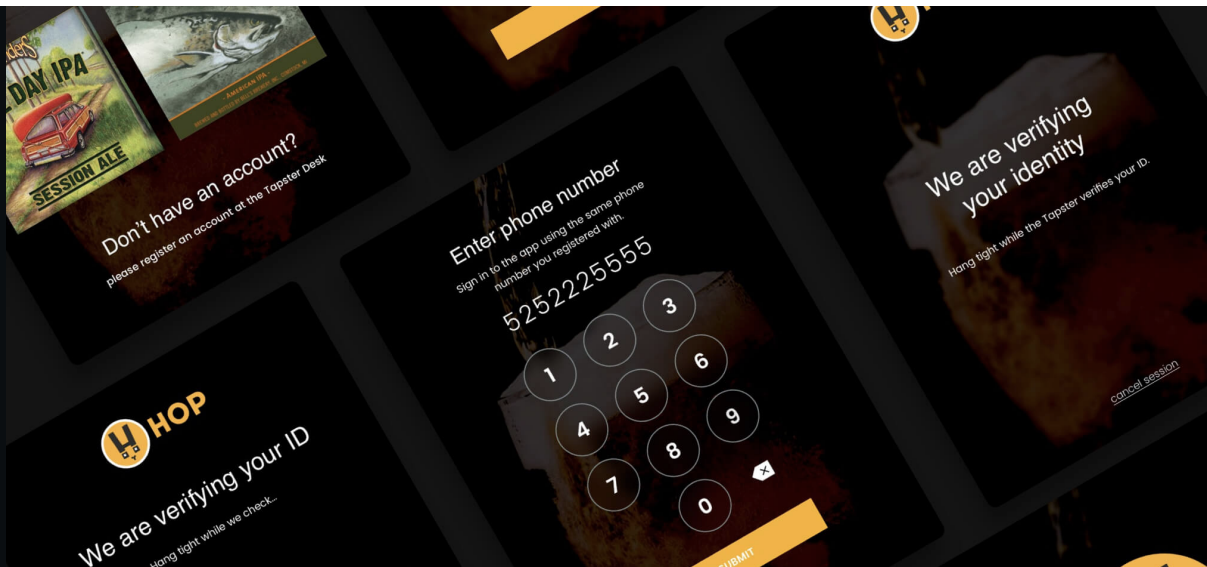 DAY IPA
SESSION ALE
AMERICAN IPA
Don't have an account?
please register an account at the Tapster Desk
HOP
We are verifying your ID
Hang tight while we check...
Enter phone number
Sign in to the app using the same phone
number you registered with.
5252225555
1
2
3
4
5
6
7
8
9
0
SUBMIT
We are verifying
your identity
Hang tight while the Tapster verifies your ID.
cancel session